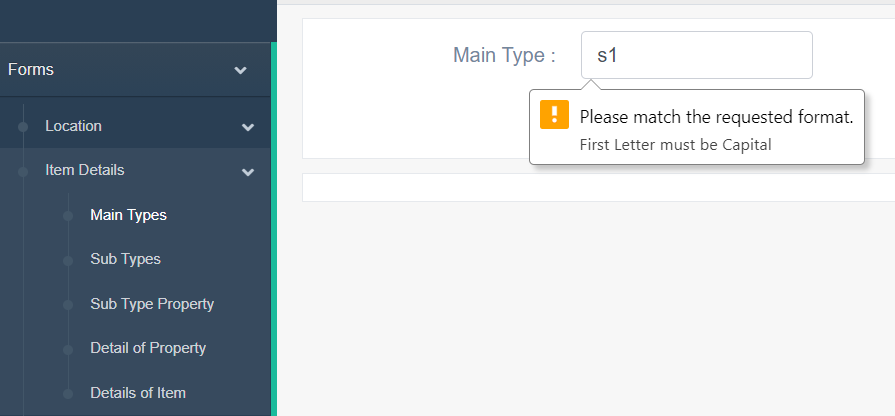 Forms
Location
Item Details
Main Types
Sub Types
Sub Type Property
Detail of Property
Details of Item
Main Type :
s1
Please match the requested format.
First Letter must be Capital